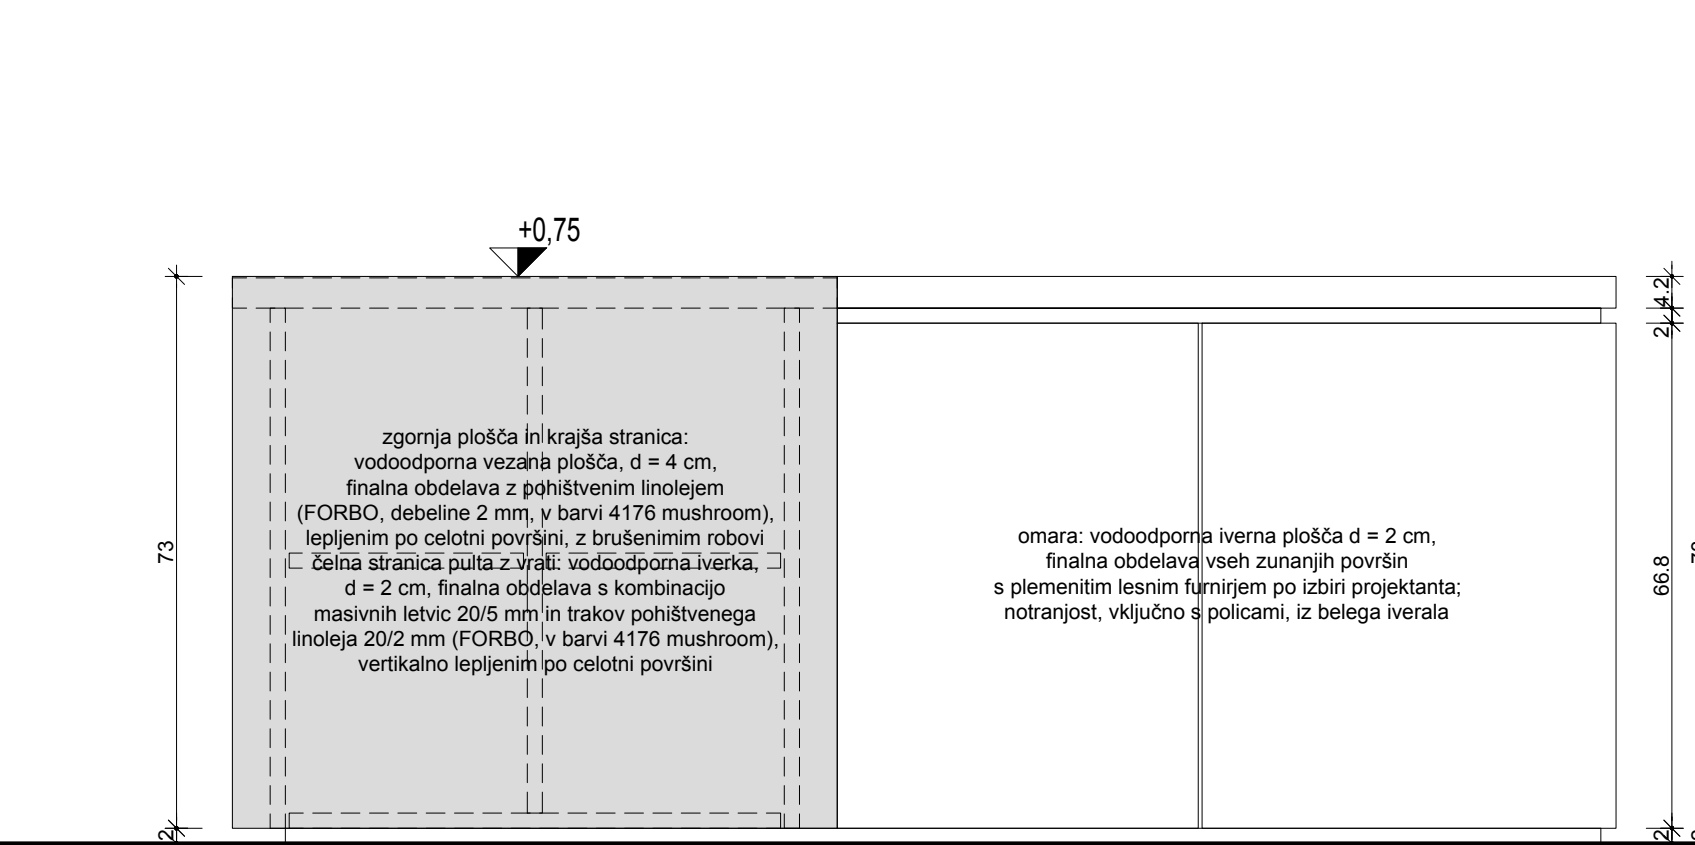 +0,75
zgornja plošča in krajša stranica:
vodoodporna vezana plošča, d = 4 cm,
finalna obdelava z pohištvenim linolejem
(FORBO, debeline 2 mm, v barvi 4176 mushroom),
lepljenim po celotni površini, z brušenimim robovi
čelna stranica pulta z vrati: vodoodporna iverka,
d = 2 cm, finalna obdelava s kombinacijo
masivnih letvic 20/5 mm in trakov pohištvenega
linoleja 20/2 mm (FORBO, v barvi 4176 mushroom),
vertikalno lepljenim po celotni površini
omara: vodoodporna iverna plošča d = 2 cm,
finalna obdelava vseh zunanjih površin
s plemenitim lesnim furnirjem po izbiri projektanta;
notranjost, vključno s policami, iz belega iverala
73
2
4.2
2
66.8
2